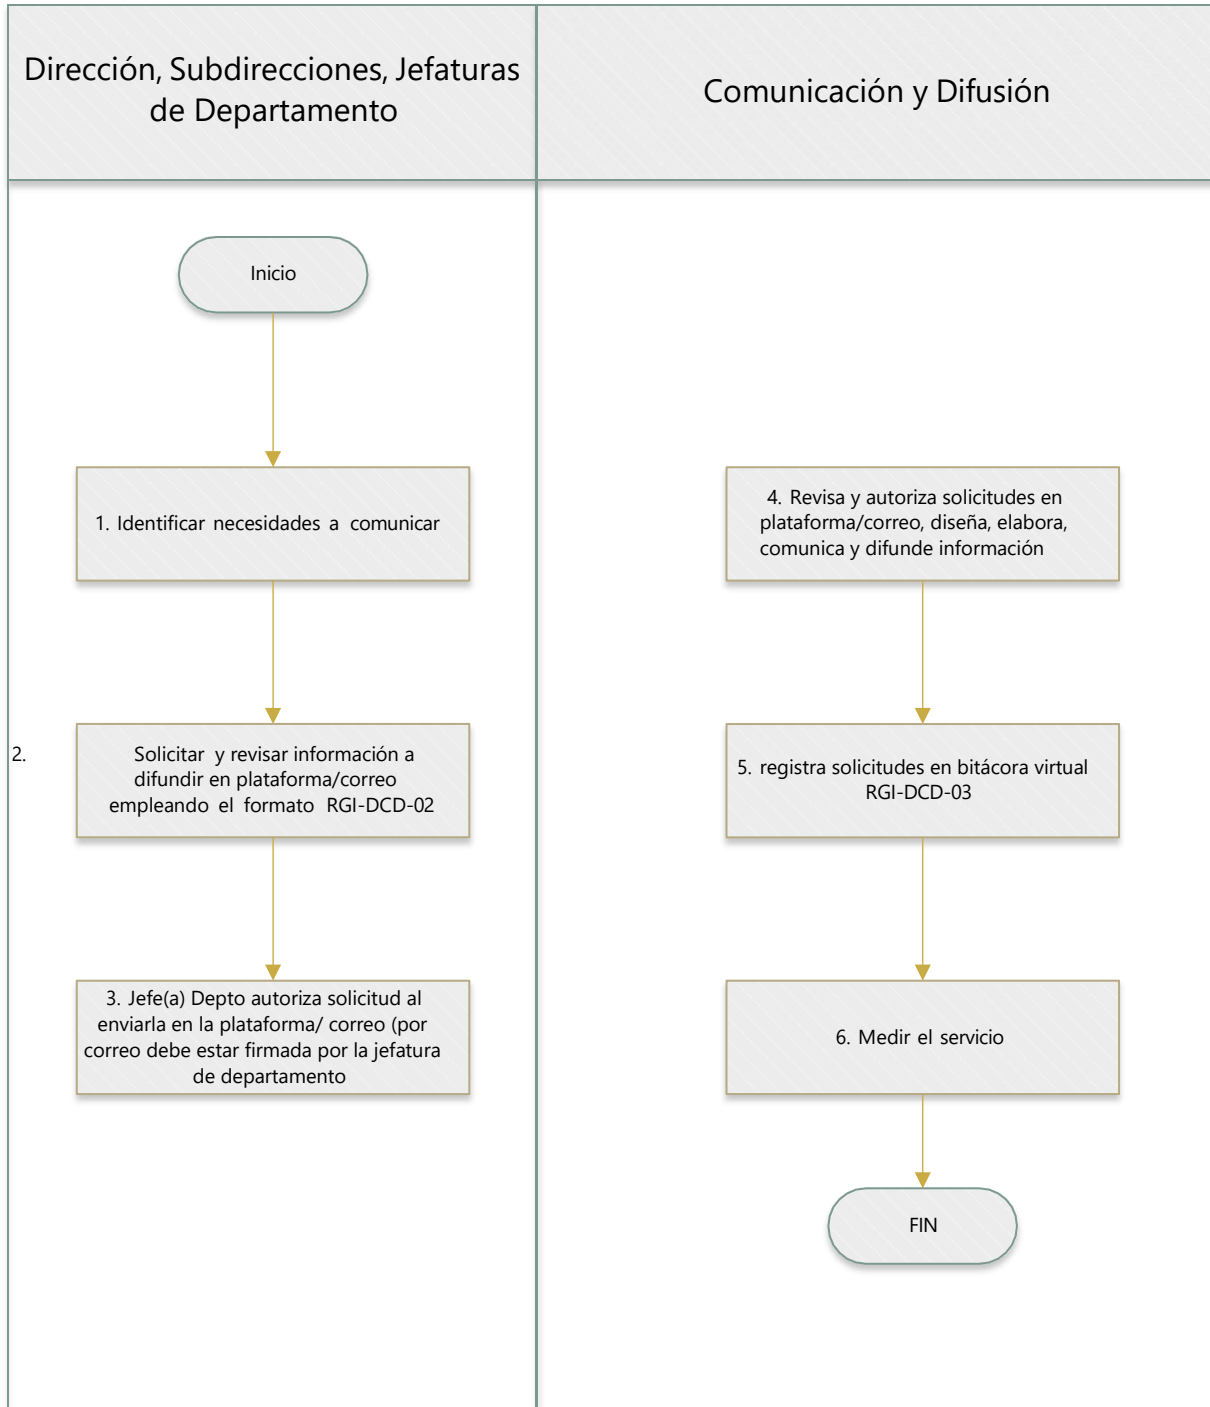 Dirección, Subdirecciones, Jefaturas
de Departamento
Comunicación y Difusión
Inicio
1. Identificar necesidades a comunicar
2. Solicitar y revisar información a
difundir en plataforma/correo
empleando el formato RGI-DCD-02
3. Jefe(a) Depto autoriza solicitud al
enviarla en la plataforma/ correo (por
correo debe estar firmada por la jefatura
de departamento
4. Revisa y autoriza solicitudes en
plataforma/correo, diseña, elabora,
comunica y difunde información
5. registra solicitudes en bitácora virtual
RGI-DCD-03
6. Medir el servicio
FIN